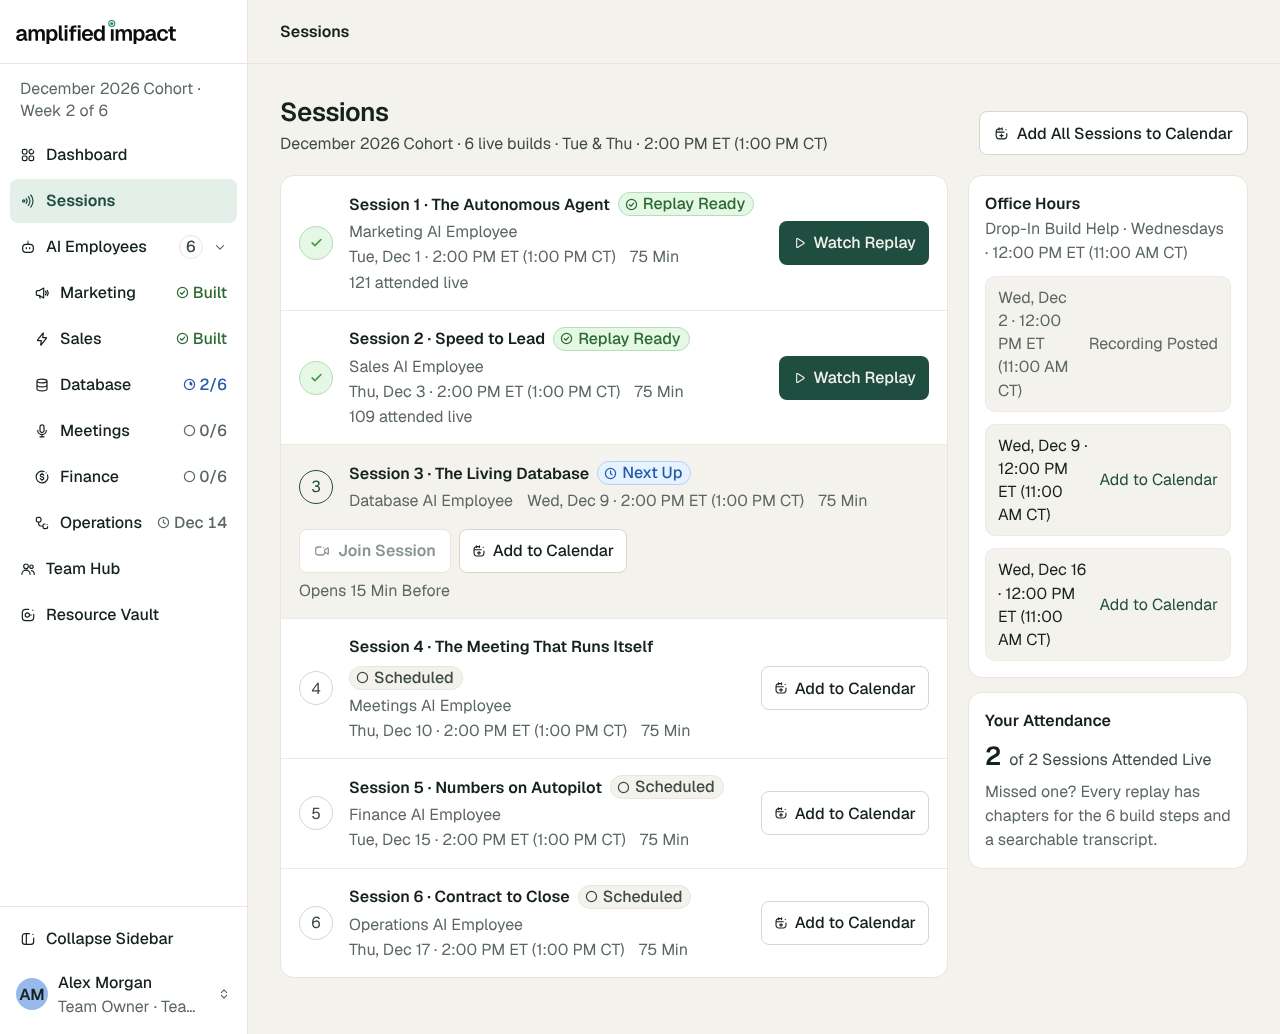 amplified impact
December 2026 Cohort ·
Week 2 of 6
Dashboard
Sessions
AI Employees 6
Marketing Built
Sales Built
Database 2/6
Meetings 0/6
Finance 0/6
Operations Dec 14
Team Hub
Resource Vault
Collapse Sidebar
AM
Alex Morgan
Team Owner · Tea...
Sessions
Sessions
December 2026 Cohort · 6 live builds · Tue & Thu · 2:00 PM ET (1:00 PM CT)
Add All Sessions to Calendar
Session 1 · The Autonomous Agent Replay Ready
Marketing AI Employee
Tue, Dec 1 · 2:00 PM ET (1:00 PM CT) 75 Min
121 attended live
Watch Replay
Session 2 · Speed to Lead Replay Ready
Sales AI Employee
Thu, Dec 3 · 2:00 PM ET (1:00 PM CT) 75 Min
109 attended live
Watch Replay
3
Session 3 · The Living Database Next Up
Database AI Employee Wed, Dec 9 · 2:00 PM ET (1:00 PM CT) 75 Min
Join Session Add to Calendar
Opens 15 Min Before
4
Session 4 · The Meeting That Runs Itself
Scheduled
Meetings AI Employee
Thu, Dec 10 · 2:00 PM ET (1:00 PM CT) 75 Min
Add to Calendar
5
Session 5 · Numbers on Autopilot Scheduled
Finance AI Employee
Tue, Dec 15 · 2:00 PM ET (1:00 PM CT) 75 Min
Add to Calendar
6
Session 6 · Contract to Close Scheduled
Operations AI Employee
Thu, Dec 17 · 2:00 PM ET (1:00 PM CT) 75 Min
Add to Calendar
Office Hours
Drop-In Build Help · Wednesdays
· 12:00 PM ET (11:00 AM CT)
Wed, Dec
2 · 12:00
PM ET
(11:00 AM
CT)
Recording Posted
Wed, Dec 9 ·
12:00 PM
ET (11:00
AM CT)
Add to Calendar
Wed, Dec 16
· 12:00 PM
ET (11:00
AM CT)
Add to Calendar
Your Attendance
2 of 2 Sessions Attended Live
Missed one? Every replay has
chapters for the 6 build steps and
a searchable transcript.